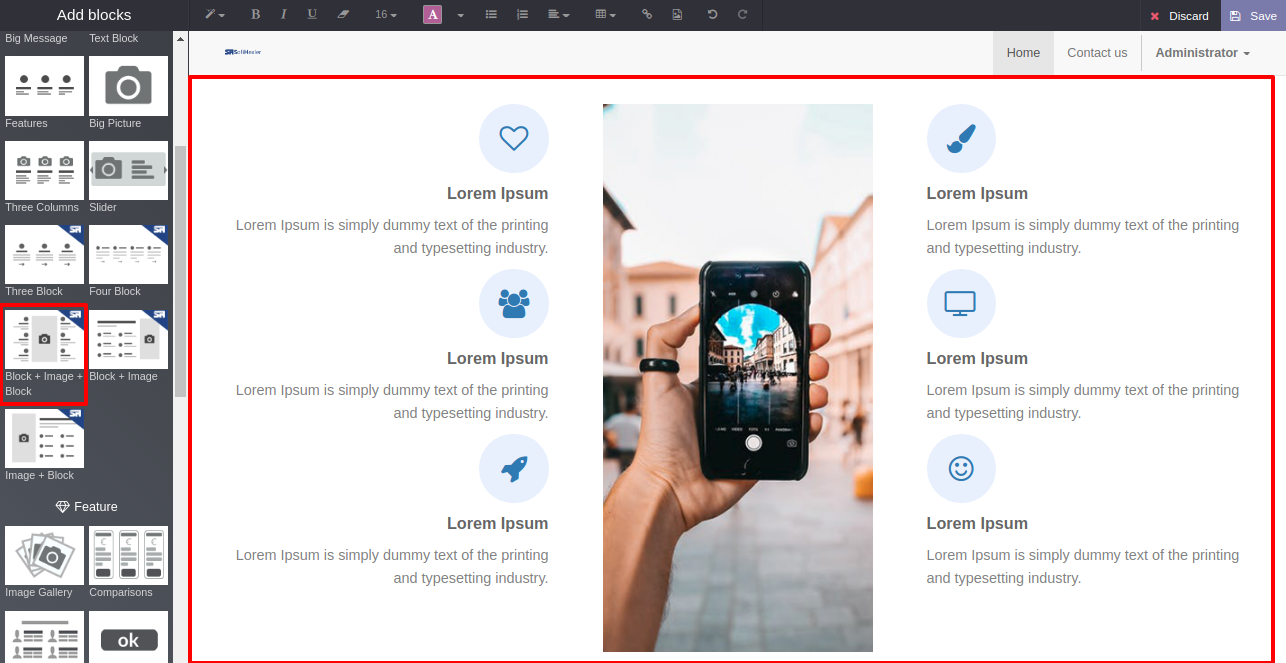 Add blocks
B I U 16 A
Discard
Save
Big Message
Text Block
Features
Big Picture
Three Columns
Slider
Three Block
Four Block
Block + Image +
Block
Block + Image
Image + Block
Feature
Image Gallery
Comparisons
ok
Home
Contact us
Administrator
Lorem Ipsum
Lorem Ipsum is simply dummy text of the printing
and typesetting industry.
Lorem Ipsum
Lorem Ipsum is simply dummy text of the printing
and typesetting industry.
Lorem Ipsum
Lorem Ipsum is simply dummy text of the printing
and typesetting industry.
Lorem Ipsum
Lorem Ipsum is simply dummy text of the printing
and typesetting industry.
Lorem Ipsum
Lorem Ipsum is simply dummy text of the printing
and typesetting industry.
Lorem Ipsum
Lorem Ipsum is simply dummy text of the printing
and typesetting industry.